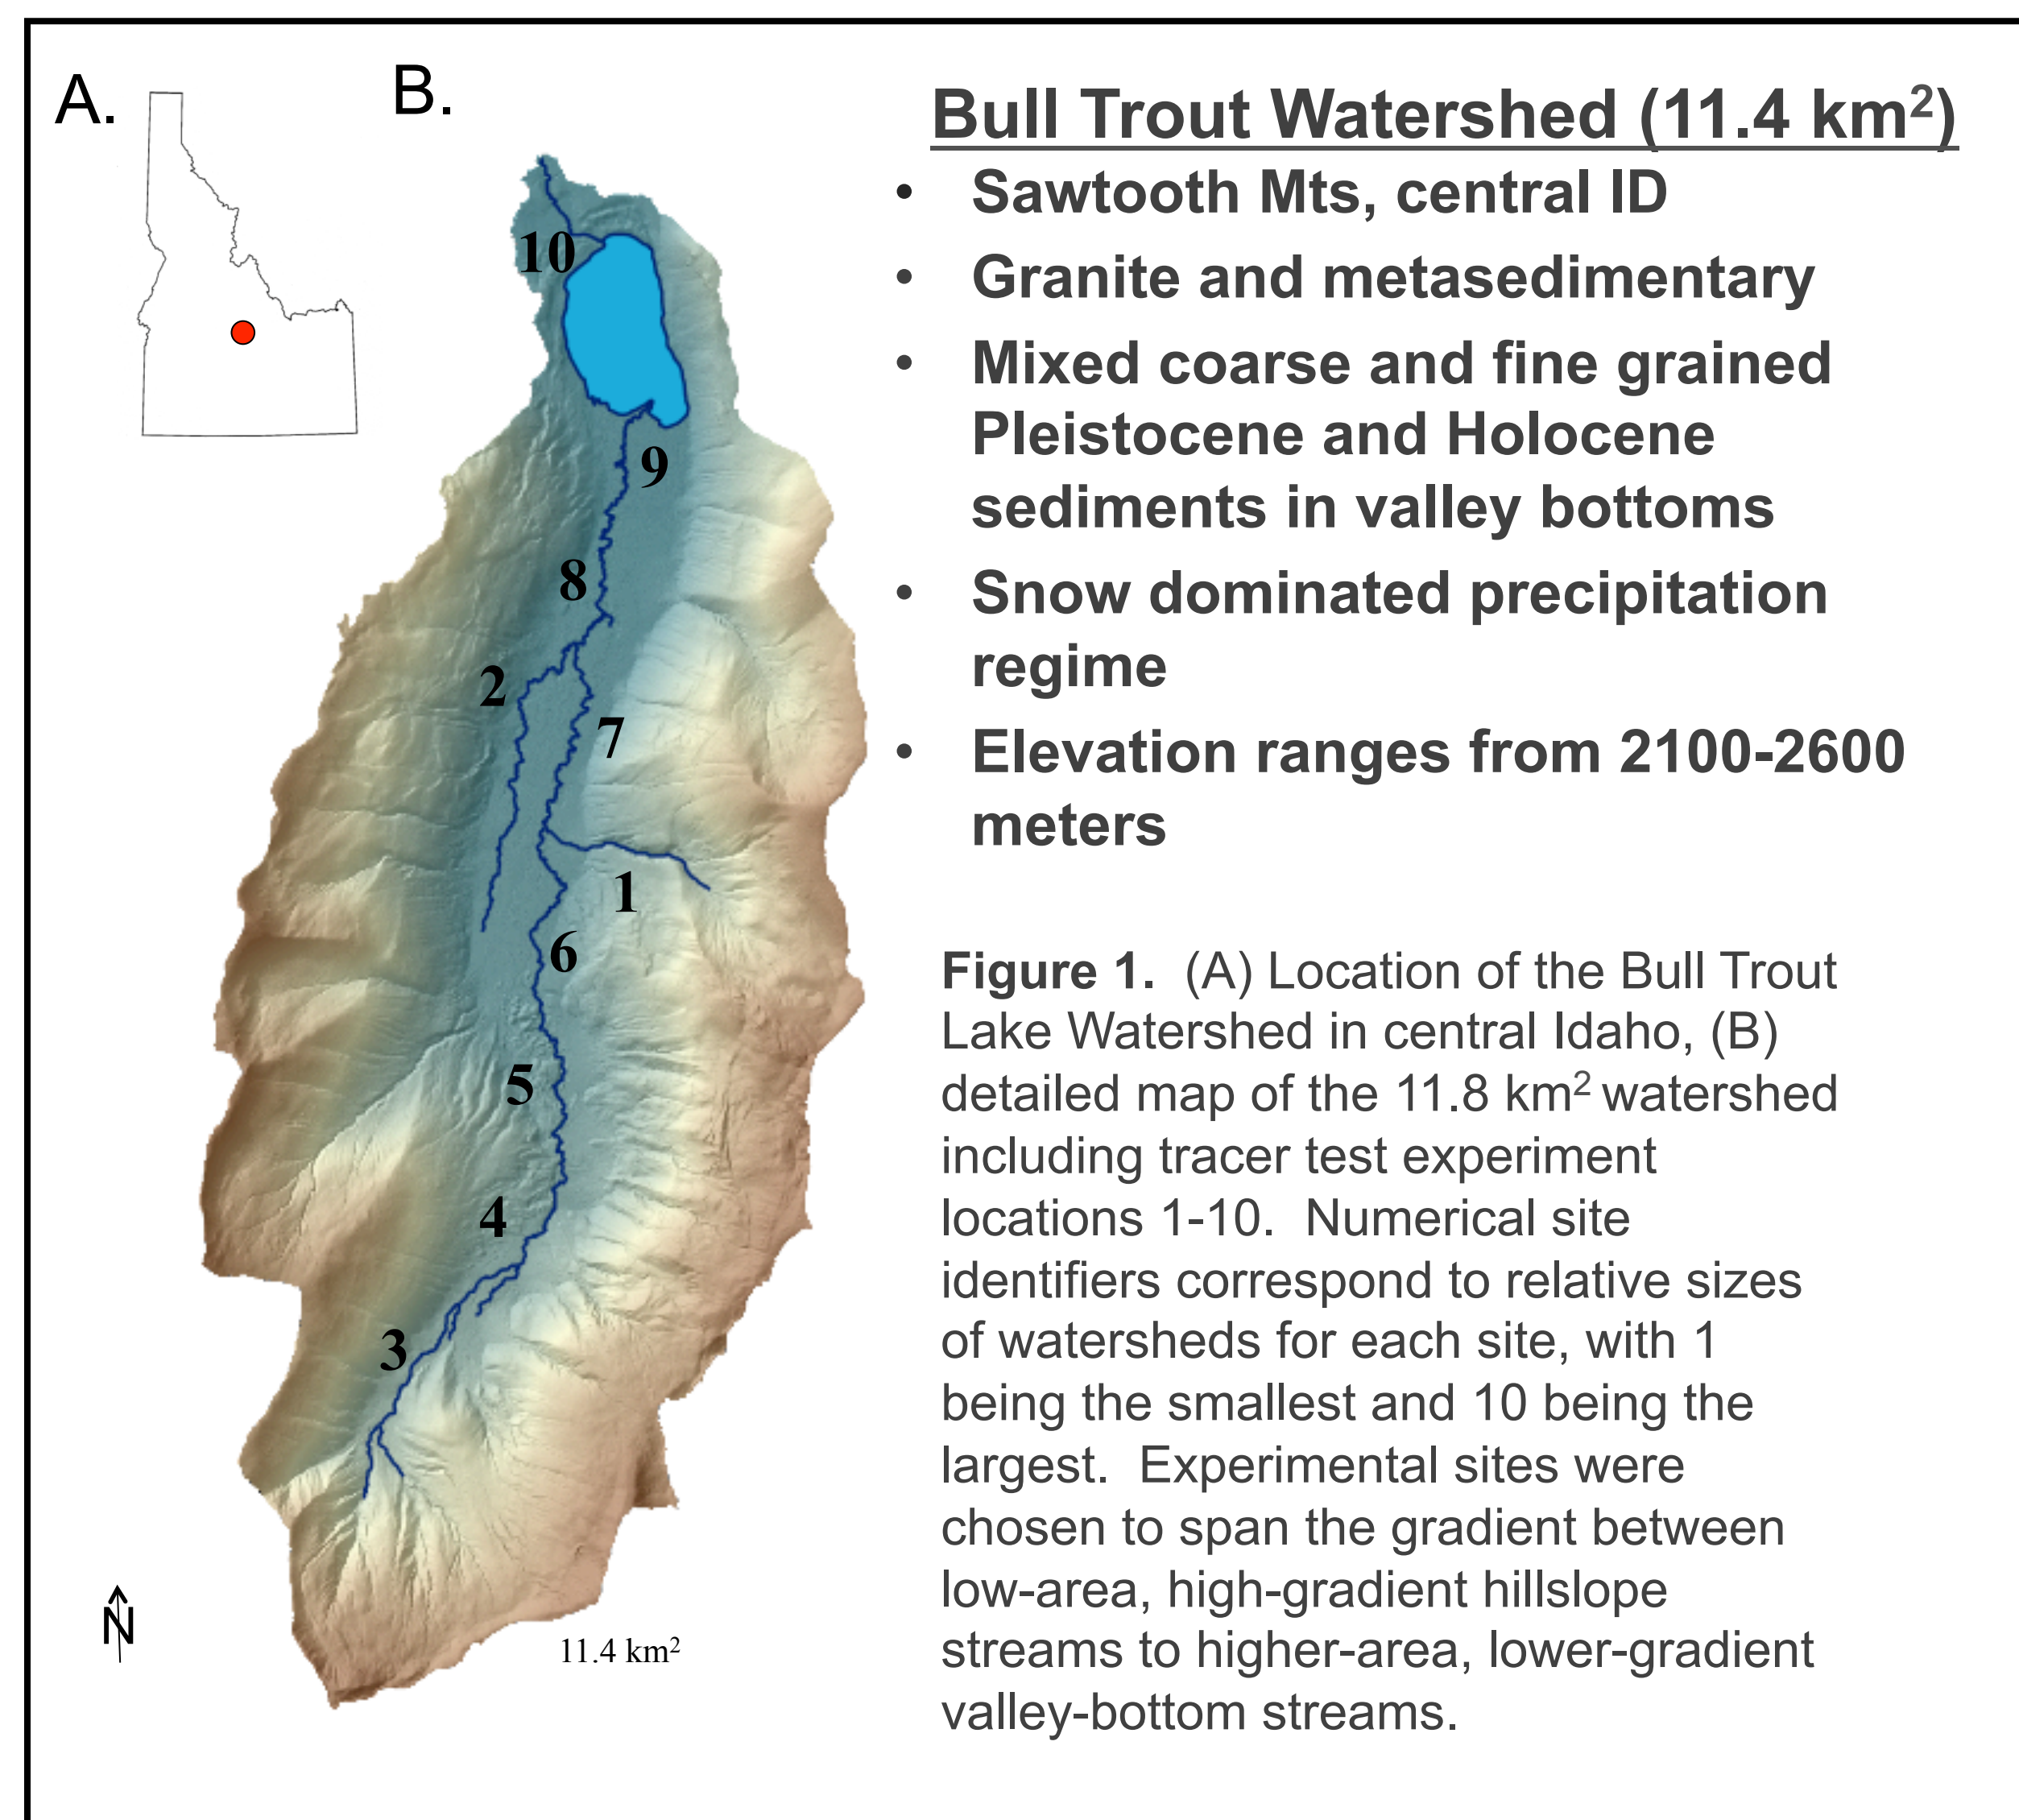 A.
B.
Bull Trout Watershed (11.4 km²)
• Sawtooth Mts, central ID
• Granite and metasedimentary
• Mixed coarse and fine grained
Pleistocene and Holocene
sediments in valley bottoms
• Snow dominated precipitation
regime
• Elevation ranges from 2100-2600
meters
10
9
8
2
7
1
6
5
4
3
N
11.4 km²
Figure 1. (A) Location of the Bull Trout
Lake Watershed in central Idaho, (B)
detailed map of the 11.8 km² watershed
including tracer test experiment
locations 1-10. Numerical site
identifiers correspond to relative sizes
of watersheds for each site, with 1
being the smallest and 10 being the
largest. Experimental sites were
chosen to span the gradient between
low-area, high-gradient hillslope
streams to higher-area, lower-gradient
valley-bottom streams.